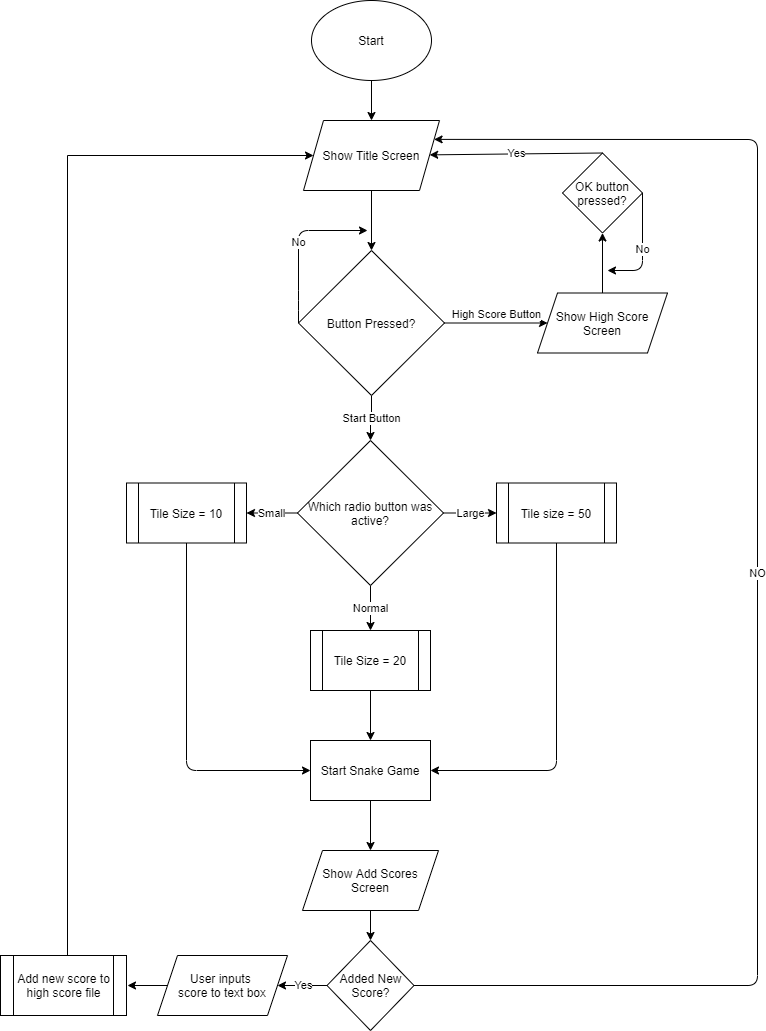 Start
Show Title Screen
Yes
OK button
pressed?
No
No
High Score Button
Show High Score
Screen
Button Pressed?
Start Button
Which radio button was
active?
Small
Tile Size = 10
Large
Tile size = 50
Normal
Tile Size = 20
NO
Start Snake Game
Show Add Scores
Screen
Added New
Score?
Yes
User inputs
score to text box
Add new score to
high score file